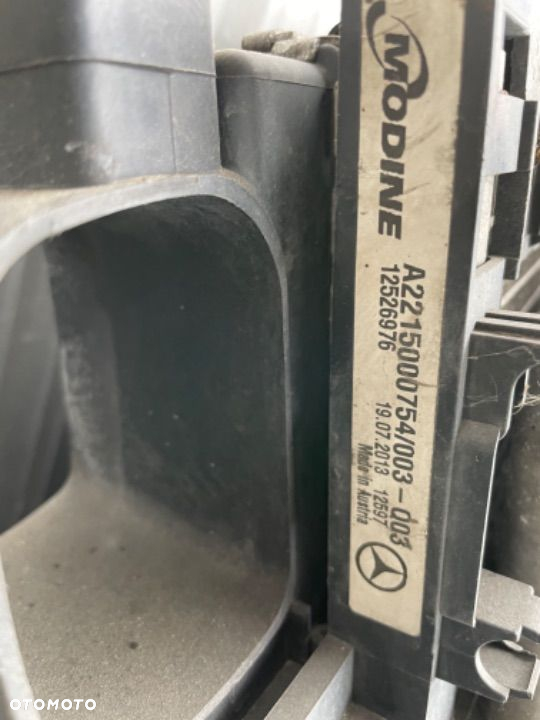 MODINE
A2215000754/003-003
12526976
19.07.2013 12597
Made in Austria
OTOMOTO